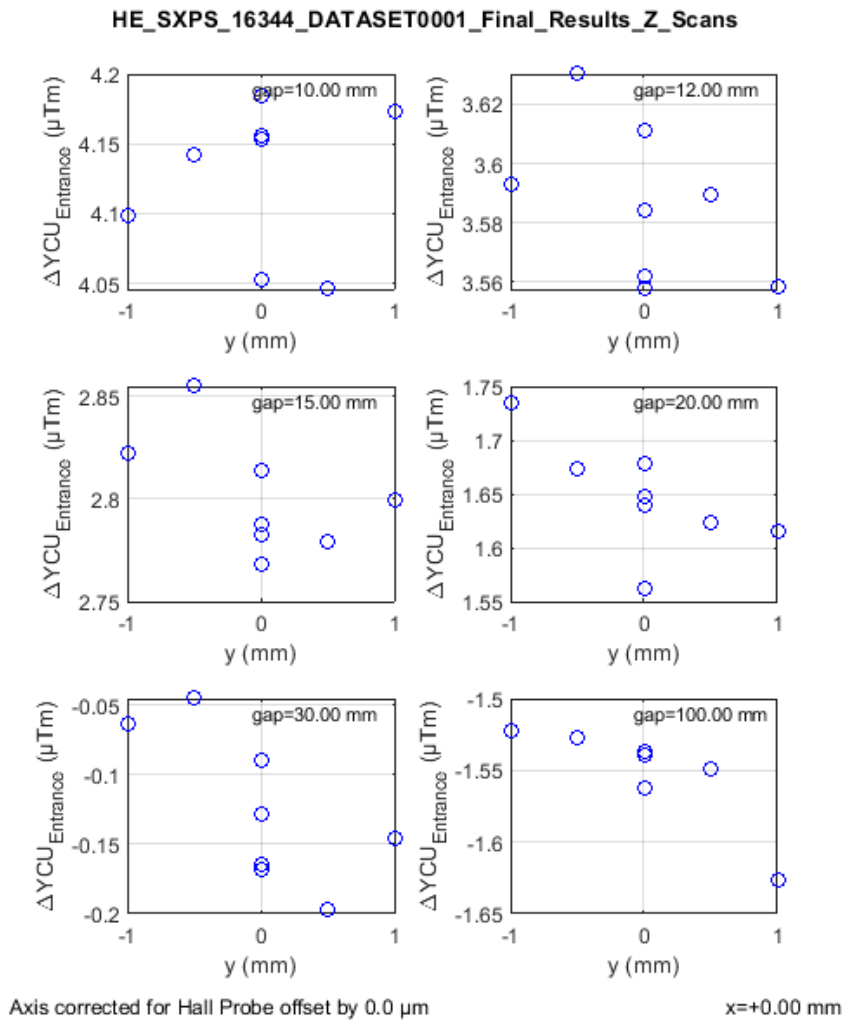 HE_SXPS_16344_DATASET0001_Final_Results_Z_Scans
4.2
4.15
4.1
4.05
ΔYCU_Entrance (µTm)
gap=10.00 mm
-1 0 1
y (mm)
3.62
3.6
3.58
3.56
ΔYCU_Entrance (µTm)
gap=12.00 mm
-1 0 1
y (mm)
2.85
2.8
2.75
ΔYCU_Entrance (µTm)
gap=15.00 mm
-1 0 1
y (mm)
1.75
1.7
1.65
1.6
1.55
ΔYCU_Entrance (µTm)
gap=20.00 mm
-1 0 1
y (mm)
-0.05
-0.1
-0.15
-0.2
ΔYCU_Entrance (µTm)
gap=30.00 mm
-1 0 1
y (mm)
-1.5
-1.55
-1.6
-1.65
ΔYCU_Entrance (µTm)
gap=100.00 mm
-1 0 1
y (mm)
Axis corrected for Hall Probe offset by 0.0 µm
x=+0.00 mm